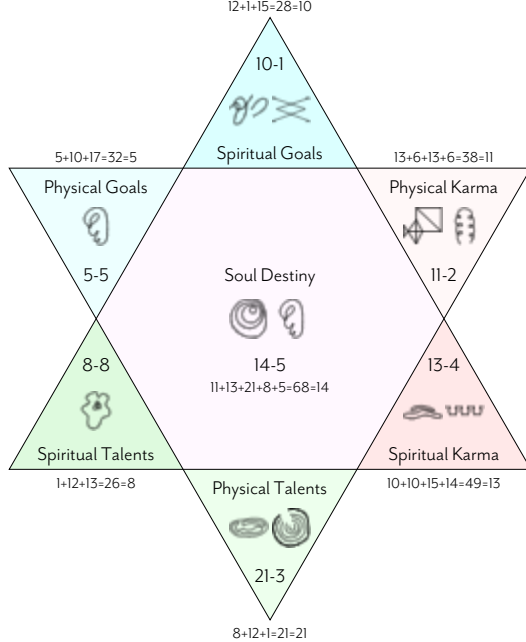 12+1+15=28=10
10-1
Spiritual Goals
5+10+17=32=5
13+6+13+6=38=11
Physical Goals
Physical Karma
5-5
11-2
Soul Destiny
14-5
11+13+21+8+5=68=14
8-8
13-4
Spiritual Talents
Spiritual Karma
1+12+13=26=8
10+10+15+14=49=13
Physical Talents
21-3
8+12+1=21=21